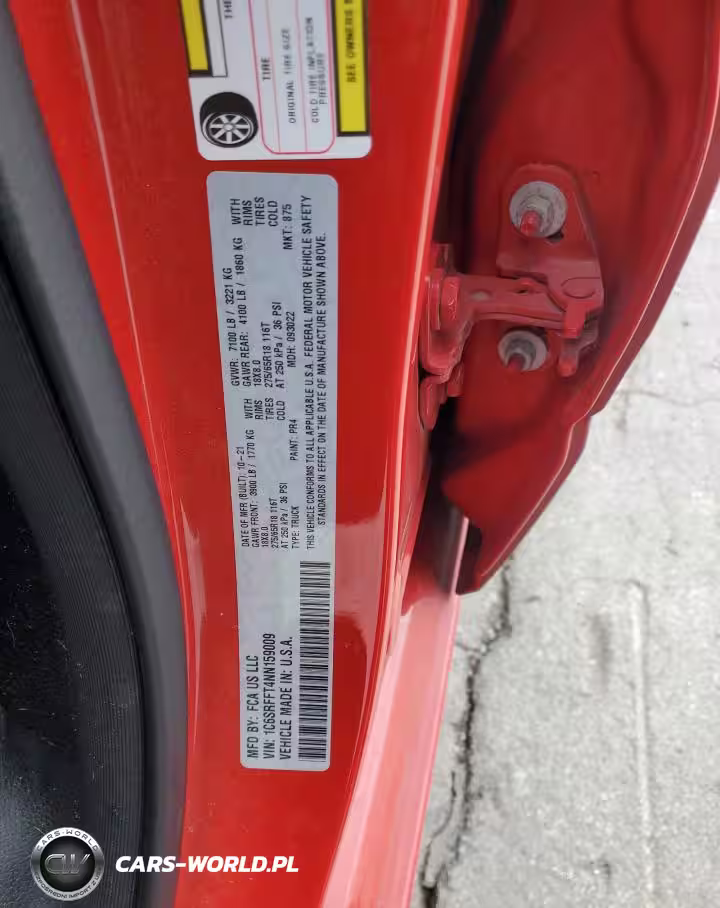 THE
TIRE
ORIGINAL TIRE SIZE
COLD TIRE INFLATION
PRESSURE
SEE OWNERS
MFD BY: FCA US LLC
DATE OF MFR (BUILT): 10-21
GVWR: 7100 LB / 3221 KG
GAWR FRONT: 3900 LB / 1770 KG WITH
18X8.0 RIMS
275/65R18 116T TIRES
AT 250 kPa / 36 PSI COLD
GAWR REAR: 4100 LB / 1860 KG WITH
18X8.0 RIMS
275/65R18 116T TIRES
AT 250 kPa / 36 PSI COLD
VIN: 1C6SRFFT4NN159009
TYPE: TRUCK
PAINT: PR4
MDH: 093022
MKT: 875
VEHICLE MADE IN: U.S.A.
THIS VEHICLE CONFORMS TO ALL APPLICABLE U.S.A. FEDERAL MOTOR VEHICLE SAFETY
STANDARDS IN EFFECT ON THE DATE OF MANUFACTURE SHOWN ABOVE.
CARS-WORLD
CW
CARS-WORLD.PL